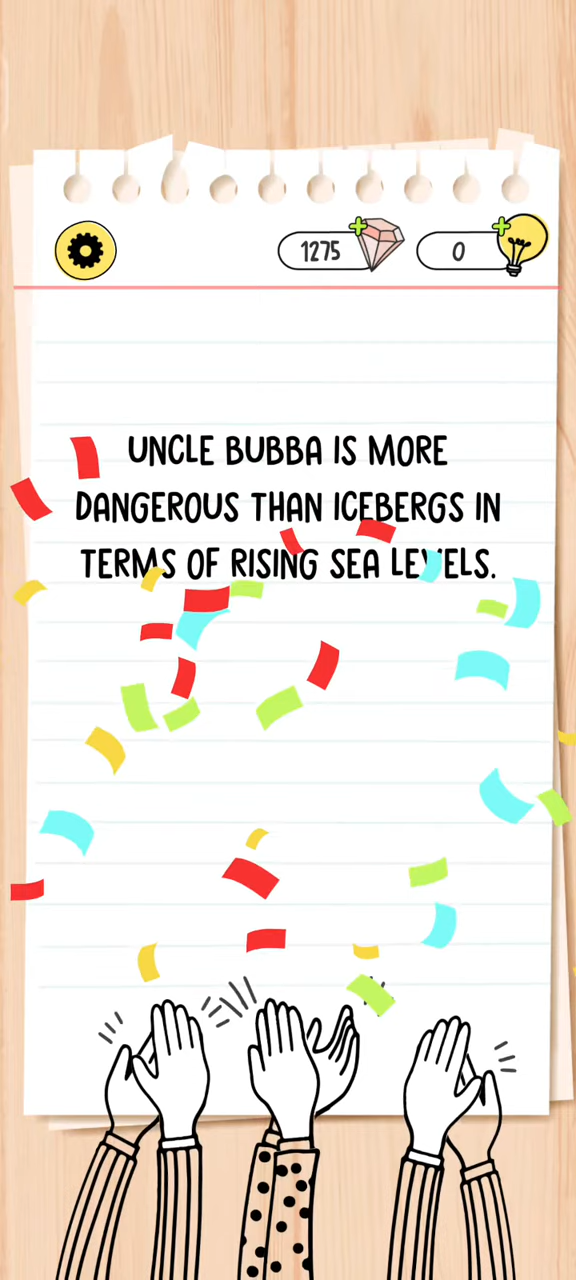 1275
0
UNCLE BUBBA IS MORE
DANGEROUS THAN ICEBERGS IN
TERMS OF RISING SEA LEVELS.